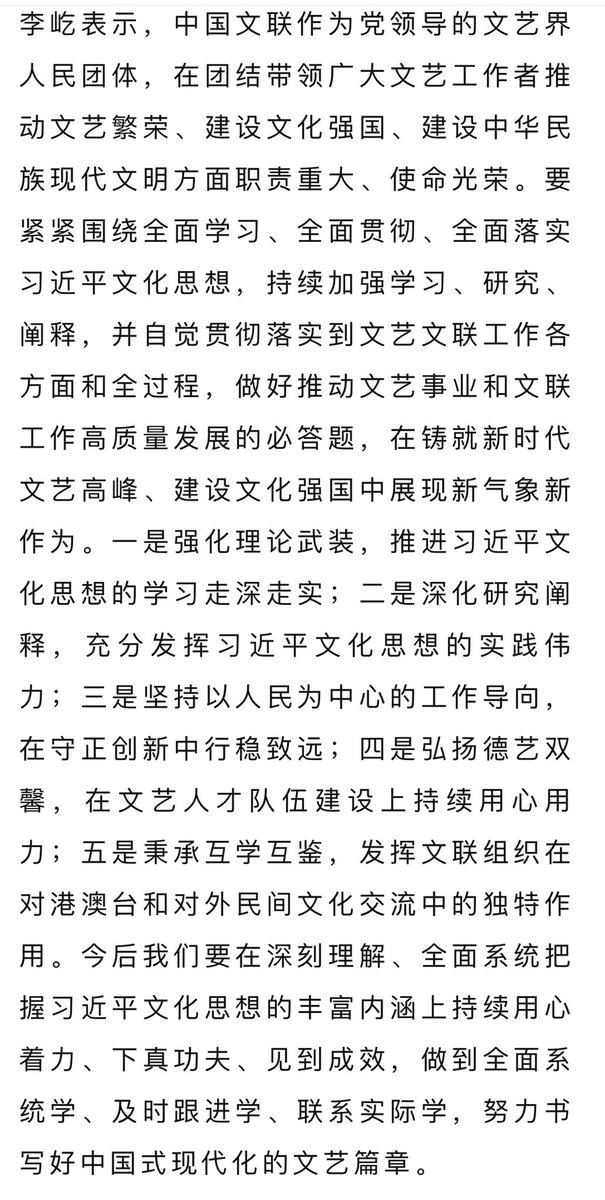 李屹表示，中国文联作为党领导的文艺界
人民团体，在团结带领广大文艺工作者推
动文艺繁荣、建设文化强国、建设中华民
族现代文明方面职责重大、使命光荣。要
紧紧围绕全面学习、全面贯彻、全面落实
习近平文化思想，持续加强学习、研究、
阐释，并自觉贯彻落实到文艺文联工作各
方面和全过程，做好推动文艺事业和文联
工作高质量发展的必答题，在铸就新时代
文艺高峰、建设文化强国中展现新气象新
作为。一是强化理论武装，推进习近平文
化思想的学习走深走实；二是深化研究阐
释，充分发挥习近平文化思想的实践伟
力；三是坚持以人民为中心的工作导向，
在守正创新中行稳致远；四是弘扬德艺双
馨，在文艺人才队伍建设上持续用心用
力；五是秉承互学互鉴，发挥文联组织在
对港澳台和对外民间文化交流中的独特作
用。今后我们要在深刻理解、全面系统把
握习近平文化思想的丰富内涵上持续用心
着力、下真功夫、见到成效，做到全面系
统学、及时跟进学、联系实际学，努力书
写好中国式现代化的文艺篇章。